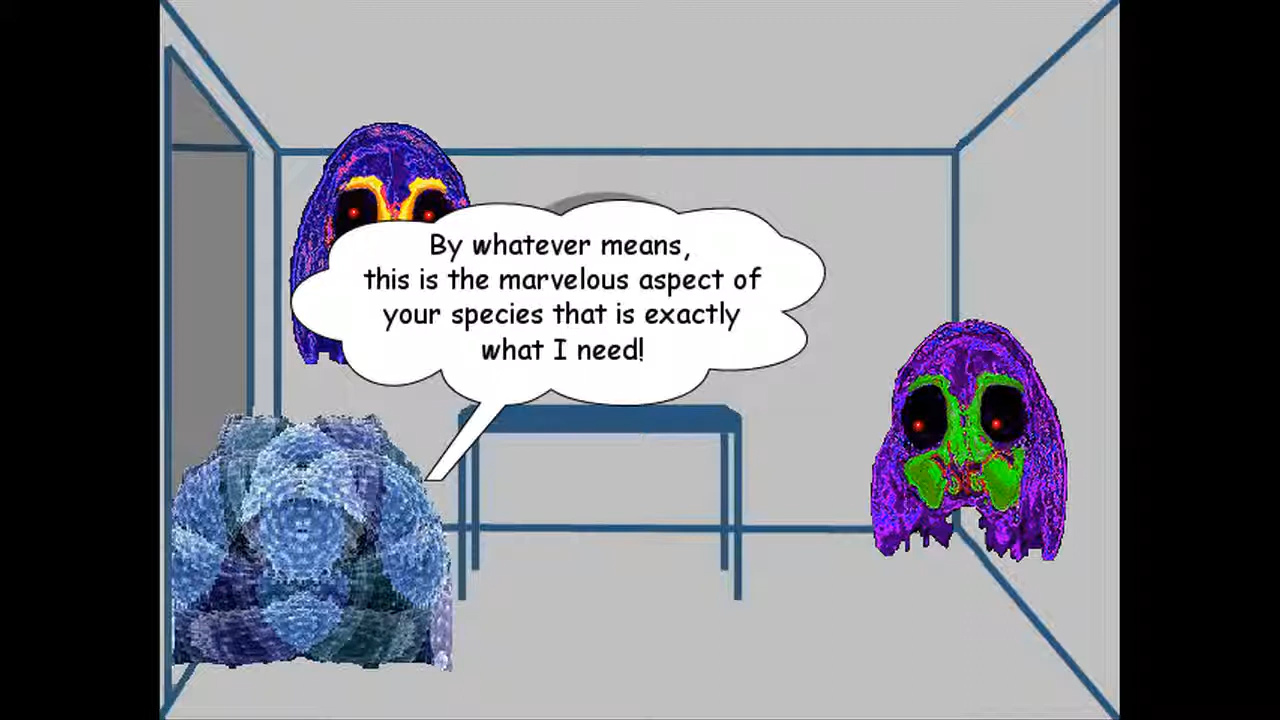 By whatever means,
this is the marvelous aspect of
your species that is exactly
what I need!